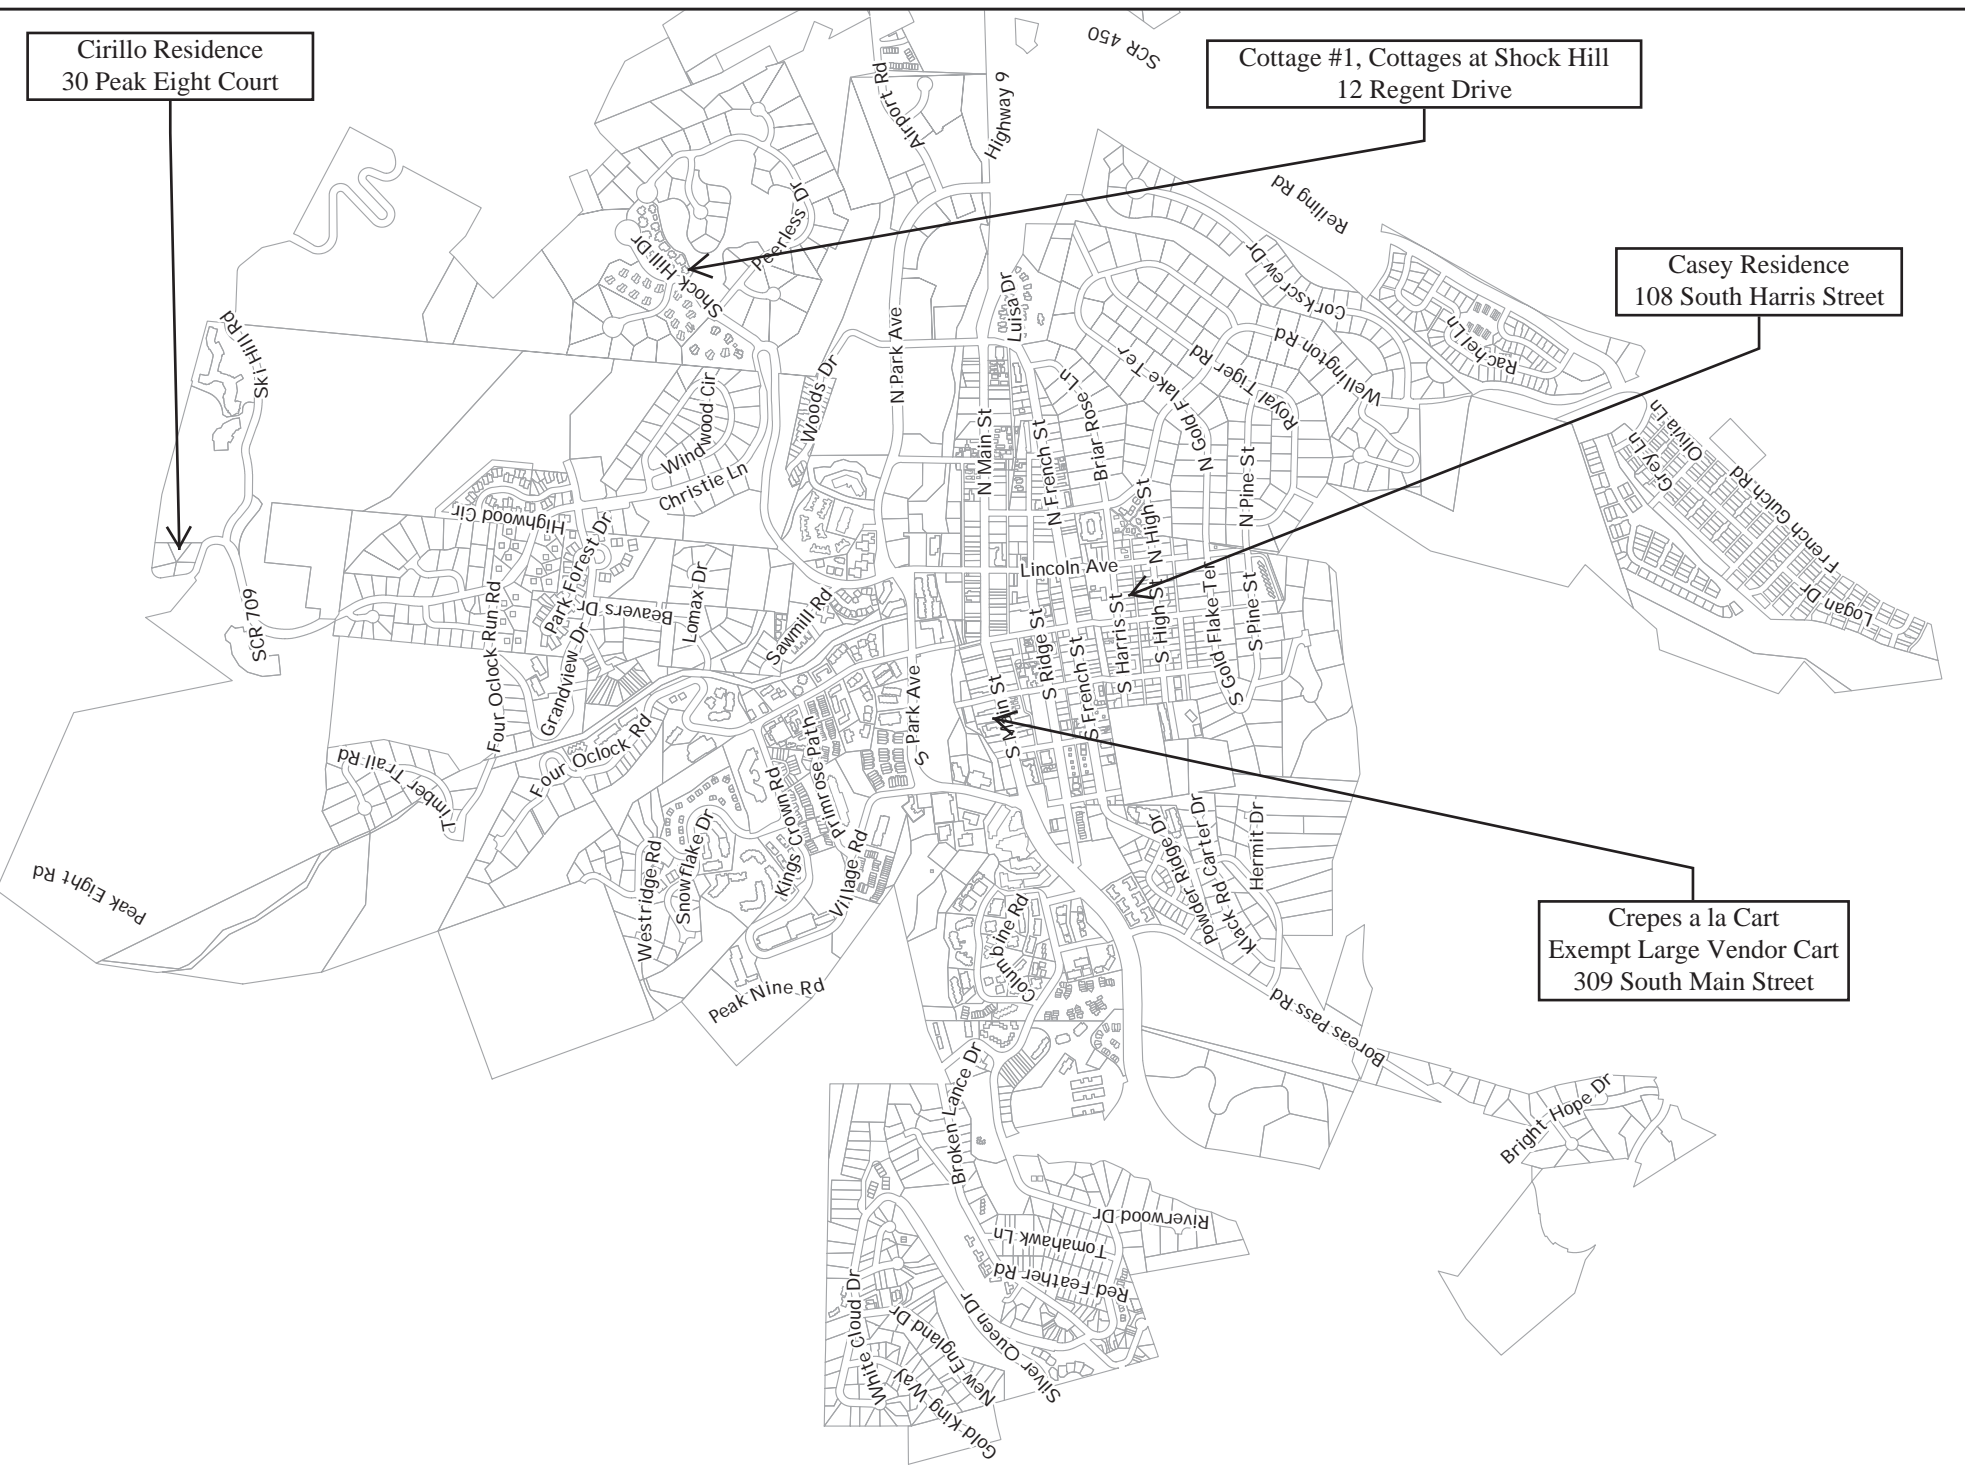 Cirillo Residence
30 Peak Eight Court
Cottage #1, Cottages at Shock Hill
12 Regent Drive
Casey Residence
108 South Harris Street
Crepes a la Cart
Exempt Large Vendor Cart
309 South Main Street
SCR 450
Airport Rd
Highway 9
Reiling Rd
Peerless Dr
Shock Hill Dr
Corkscrew Dr
Luisa Dr
Ski Hill Rd
N Park Ave
Wellington Rd
Rachel Ln
Woods Dr
Gold Flake Ter
Royal Tiger Rd
Briar Rose Ln
Windwood Cir
Christie Ln
N Main St
N French St
N Gold Flake Ter
N Pine St
Grey Ln
Olivia Ln
French Gulch Rd
Logan Dr
Highwood Cir
N High St
Lincoln Ave
Park Forest Dr
Beavers Dr
Lomax Dr
Sawmill Rd
SCR 709
Four Oclock Run Rd
Grandview Dr
S Ridge St
S French St
S Harris St
S High St
S Gold Flake Ter
S Pine St
S Park Ave
S Main St
Four Oclock Rd
Timber Trail Rd
Primrose Path
Kings Crown Rd
Village Rd
Snowflake Dr
Westridge Rd
Peak Eight Rd
Peak Nine Rd
Powder Ridge Dr
Carter Dr
Klack Rd
Hermit Dr
Columbine Rd
Boreas Pass Rd
Bright Hope Dr
Broken Lance Dr
Riverwood Dr
Tomahawk Ln
Red Feather Rd
White Cloud Dr
New England Dr
Silver Queen Dr
Gold King Way